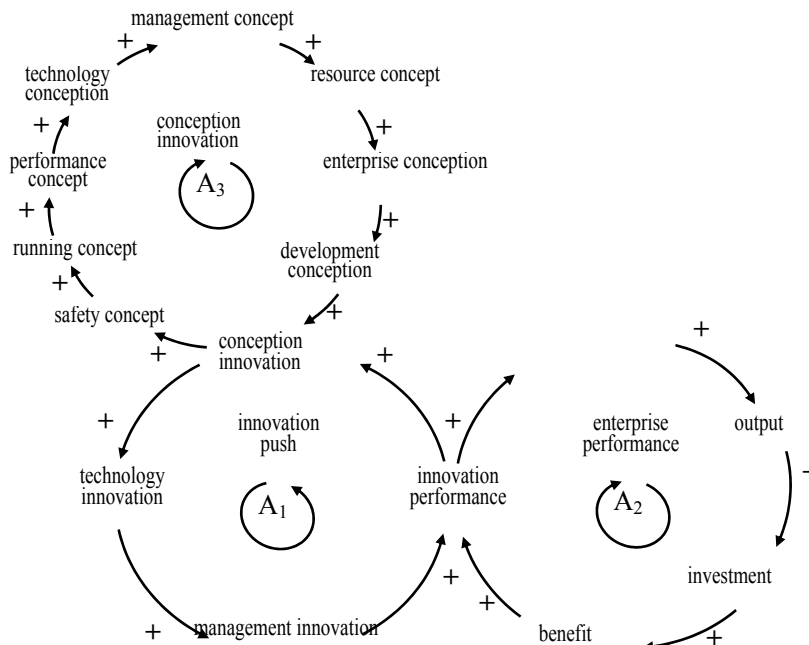 management concept
+
+
technology
conception
resource concept
+
conception
innovation
+
performance
concept
enterprise conception
A3
+
+
running concept
development
conception
+
safety concept
+
+
conception
innovation
+
+
+
+
innovation
push
enterprise
performance
output
technology
innovation
innovation
performance
A1
A2
investment
+
+
management innovation
+
benefit
+